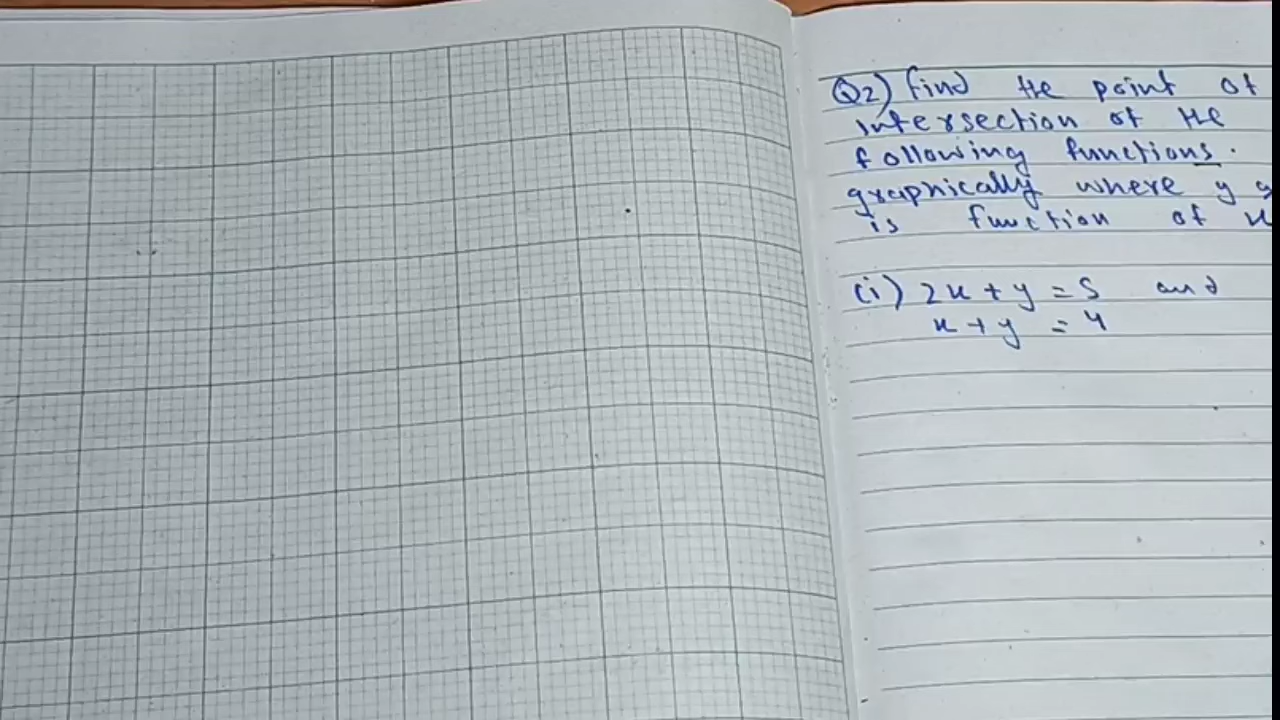 Q2) Find the point of
intersection of the
following functions.
graphically where y
is function of x
(i) 2x + y = 5 and
x + y = 4